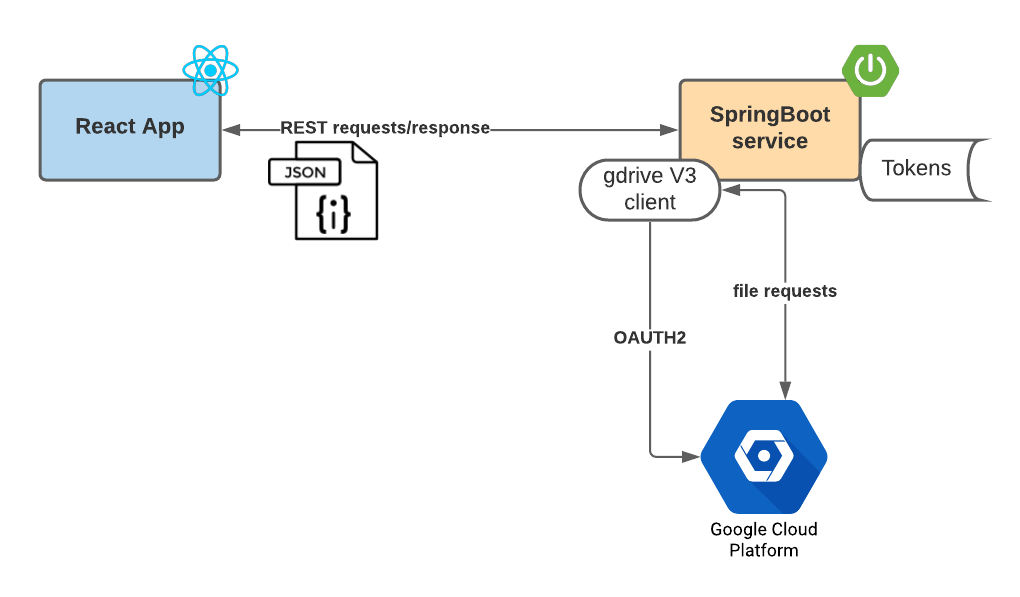 React App
REST requests/response
JSON
{i}
SpringBoot
service
Tokens
gdrive V3
client
file requests
OAUTH2
Google Cloud
Platform